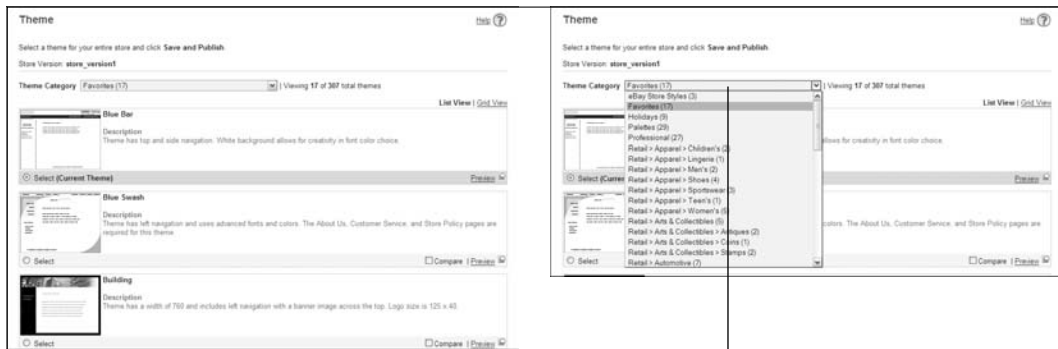 Theme
Help ?
Select a theme for your entire store and click Save and Publish.
Store Version: store_version1
Theme Category Favorites (17) | Viewing 17 of 307 total themes
List View | Grid View
Blue Bar
Description
Theme has top and side navigation. White background allows for creativity in font color choice.
Select (Current Theme) Preview
Blue Swash
Description
Theme has left navigation and uses advanced fonts and colors. The About Us, Customer Service, and Store Policy pages are
required for this theme
Select Compare | Preview
Building
Description
Theme has a width of 760 and includes left navigation with a banner image across the top. Logo size is 125 x 40.
Select Compare | Preview
Theme
Help ?
Select a theme for your entire store and click Save and Publish.
Store Version: store_version1
Theme Category Favorites (17) | Viewing 17 of 307 total themes
List View | Grid View
eBay Store Styles (3)
Favorites (17)
Holidays (9)
Palettes (29)
Professional (27)
Retail > Apparel > Children's (2)
Retail > Apparel > Lingerie (1)
Retail > Apparel > Men's (2)
Retail > Apparel > Shoes (4)
Retail > Apparel > Sportswear (3)
Retail > Apparel > Teen's (1)
Retail > Apparel > Women's (6)
Retail > Arts & Collectibles (5)
Retail > Arts & Collectibles > Antiques (2)
Retail > Arts & Collectibles > Coins (1)
Retail > Arts & Collectibles > Stamps (2)
Retail > Automotive (7)
allows for creativity in font color choice.
Select (Curren Preview
colors. The About Us, Customer Service, and Store Policy pages are
Select Compare | Preview